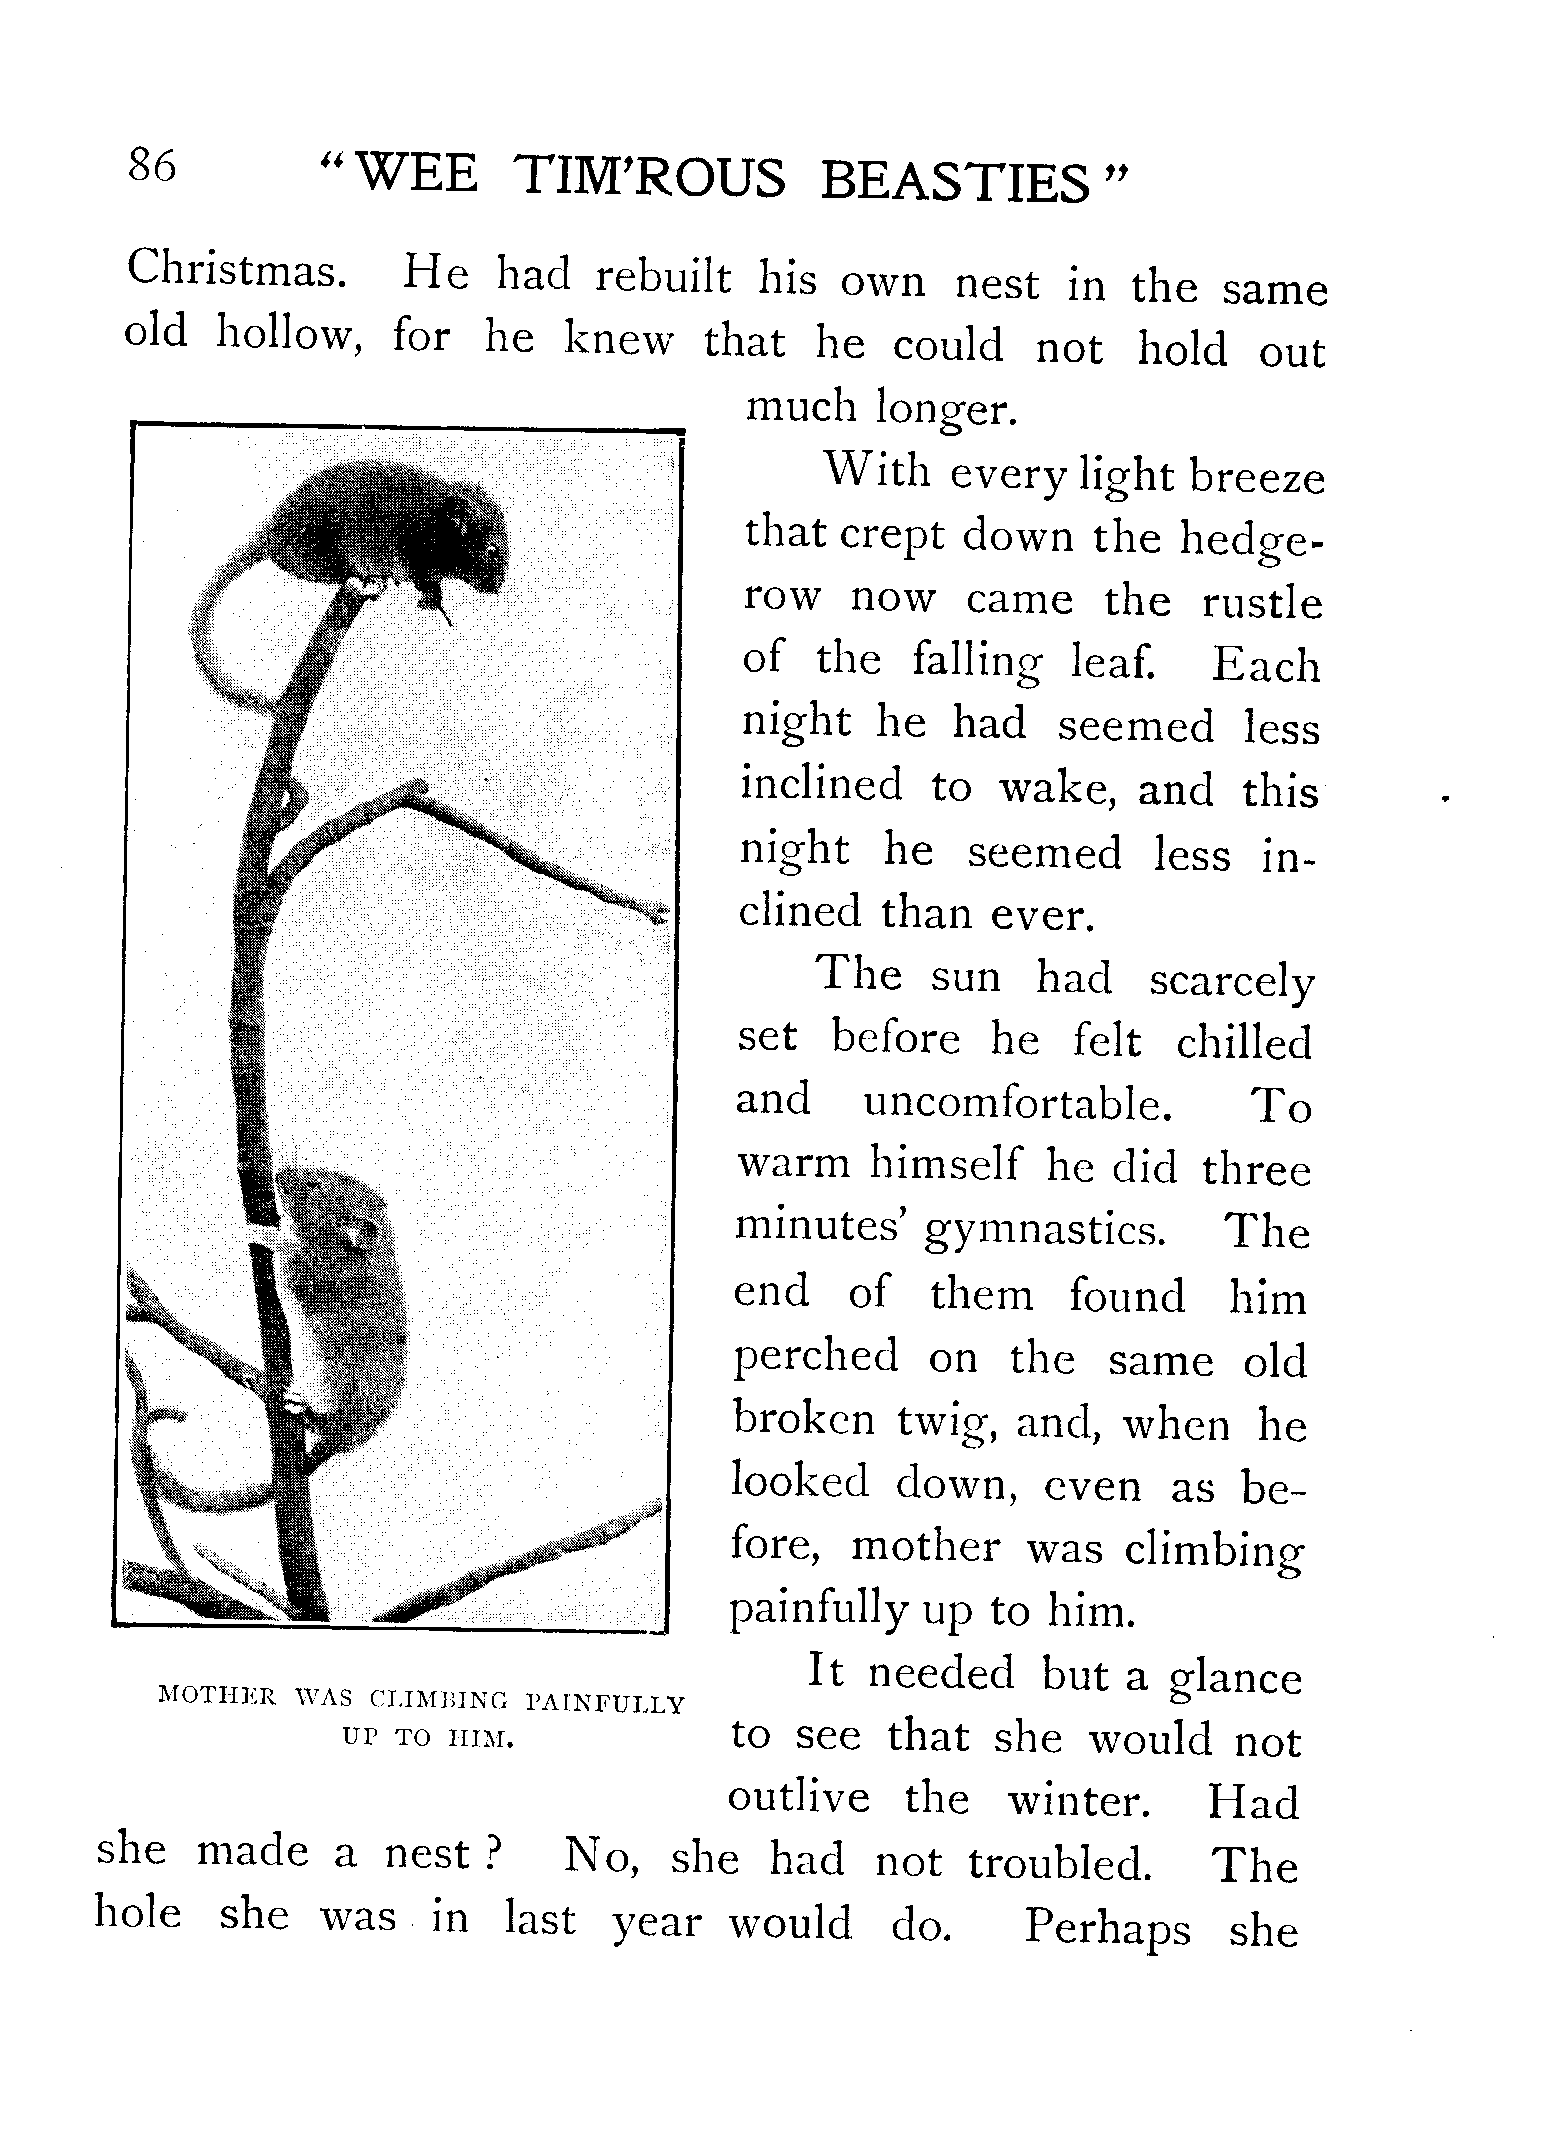 86 "WEE TIM'ROUS BEASTIES"
Christmas. He had rebuilt his own nest in the same
old hollow, for he knew that he could not hold out
much longer.
With every light breeze
that crept down the hedge-
row now came the rustle
of the falling leaf. Each
night he had seemed less
inclined to wake, and this
night he seemed less in-
clined than ever.
The sun had scarcely
set before he felt chilled
and uncomfortable. To
warm himself he did three
minutes' gymnastics. The
end of them found him
perched on the same old
broken twig, and, when he
looked down, even as be-
fore, mother was climbing
painfully up to him.
It needed but a glance
to see that she would not
outlive the winter. Had
MOTHER WAS CLIMBING PAINFULLY
UP TO HIM.
she made a nest? No, she had not troubled. The
hole she was in last year would do. Perhaps she